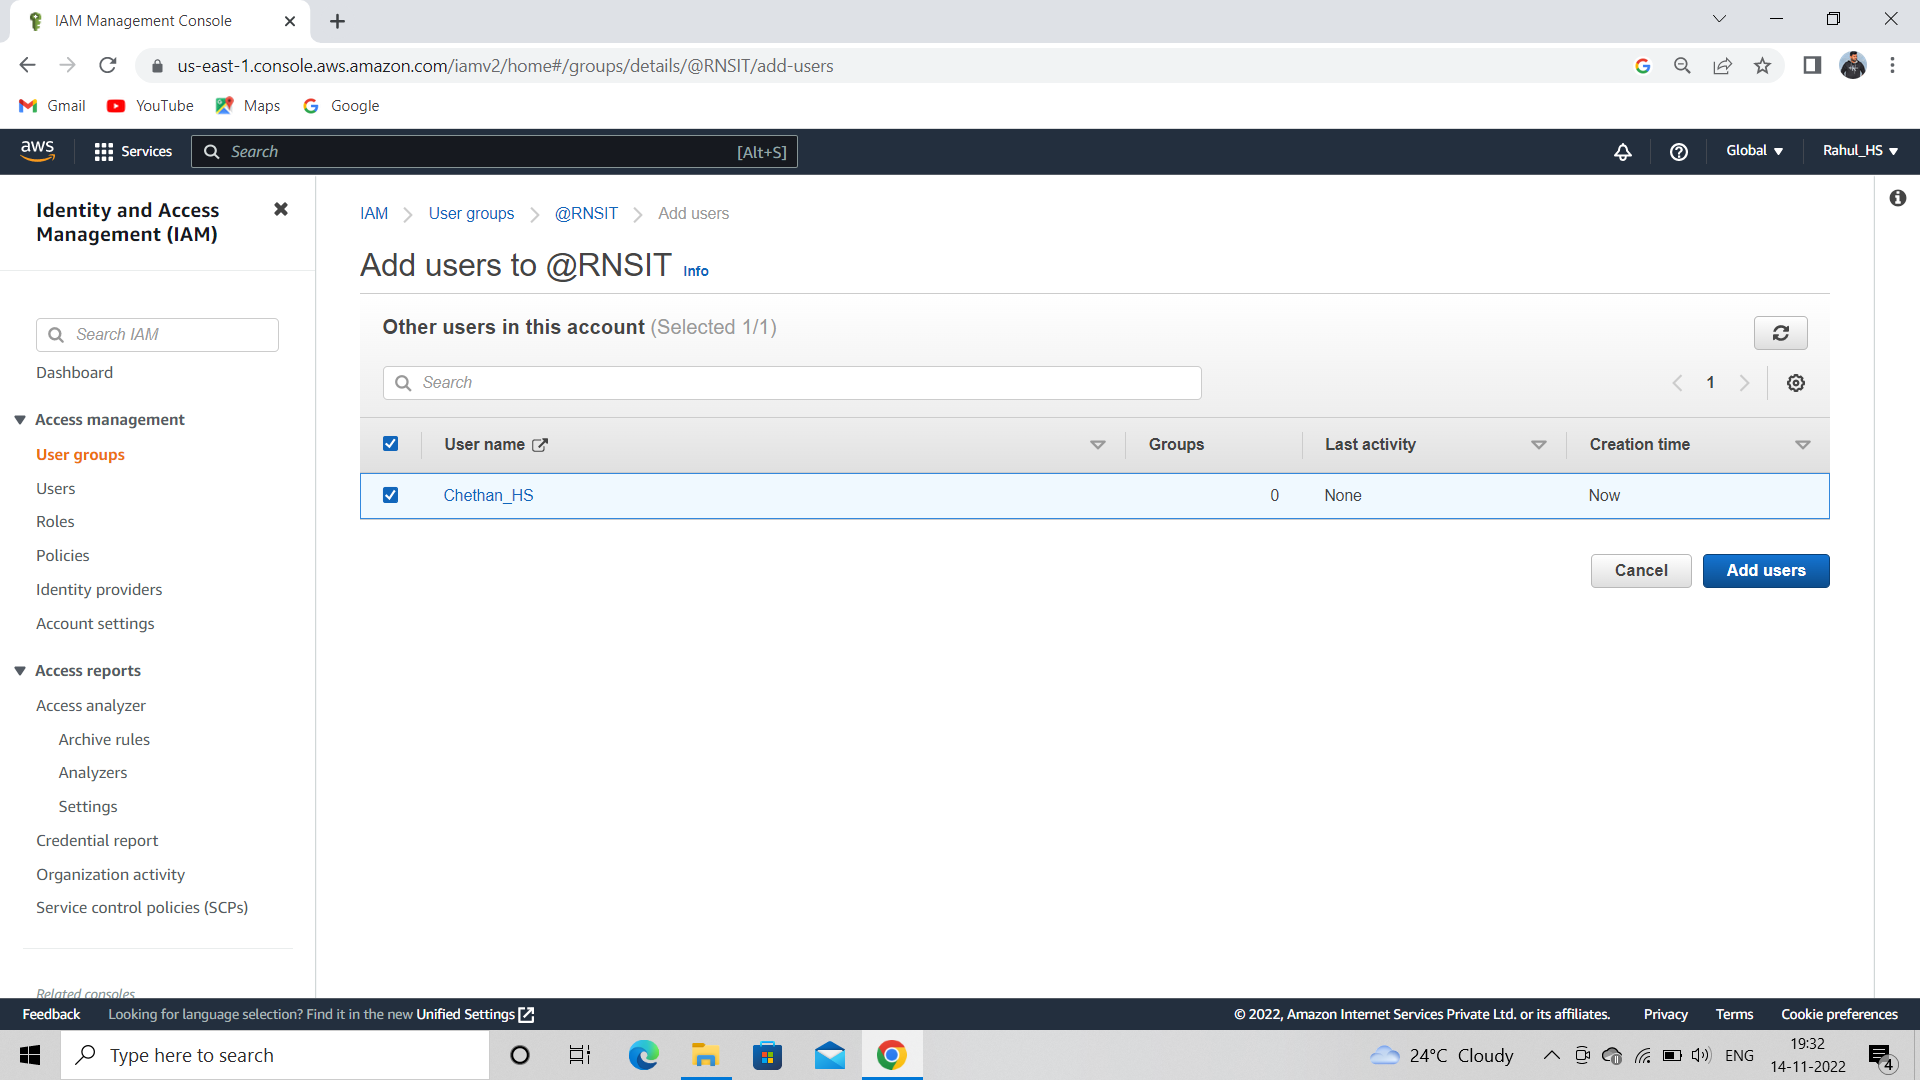 IAM Management Console
us-east-1.console.aws.amazon.com/iamv2/home#/groups/details/@RNSIT/add-users
Gmail YouTube Maps Google
aws Services Search [Alt+S] Global Rahul_HS
Identity and Access
Management (IAM)
Search IAM
Dashboard
Access management
User groups
Users
Roles
Policies
Identity providers
Account settings
Access reports
Access analyzer
Archive rules
Analyzers
Settings
Credential report
Organization activity
Service control policies (SCPs)
Related consoles
IAM User groups @RNSIT Add users
Add users to @RNSIT Info
Other users in this account (Selected 1/1)
Search
1
User name Groups Last activity Creation time
Chethan_HS 0 None Now
Cancel Add users
Feedback Looking for language selection? Find it in the new Unified Settings © 2022, Amazon Internet Services Private Ltd. or its affiliates. Privacy Terms Cookie preferences
Type here to search 24°C Cloudy ENG 19:32
14-11-2022 4